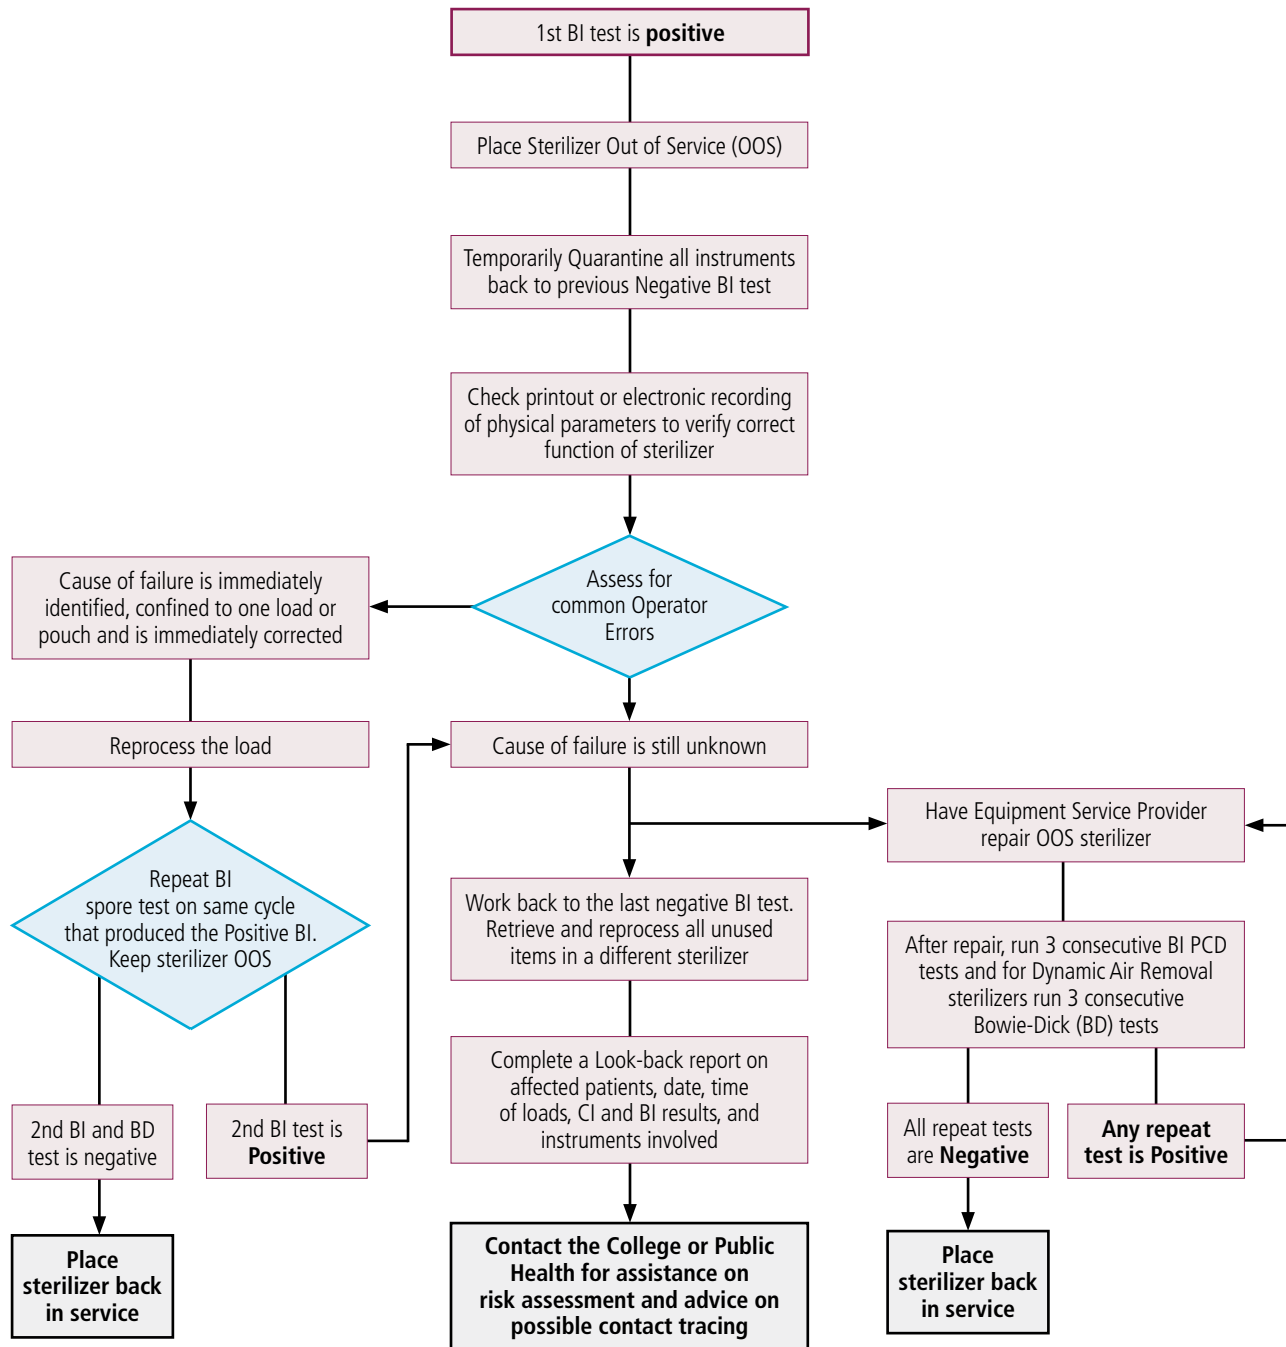 1st BI test is positive
Place Sterilizer Out of Service (OOS)
Temporarily Quarantine all instruments
back to previous Negative BI test
Check printout or electronic recording
of physical parameters to verify correct
function of sterilizer
Assess for
common Operator
Errors
Cause of failure is immediately
identified, confined to one load or
pouch and is immediately corrected
Reprocess the load
Cause of failure is still unknown
Repeat BI
spore test on same cycle
that produced the Positive BI.
Keep sterilizer OOS
Have Equipment Service Provider
repair OOS sterilizer
Work back to the last negative BI test.
Retrieve and reprocess all unused
items in a different sterilizer
After repair, run 3 consecutive BI PCD
tests and for Dynamic Air Removal
sterilizers run 3 consecutive
Bowie-Dick (BD) tests
Complete a Look-back report on
affected patients, date, time
of loads, CI and BI results, and
instruments involved
2nd BI and BD
test is negative
2nd BI test is
Positive
All repeat tests
are Negative
Any repeat
test is Positive
Place
sterilizer back
in service
Contact the College or Public
Health for assistance on
risk assessment and advice on
possible contact tracing
Place
sterilizer back
in service